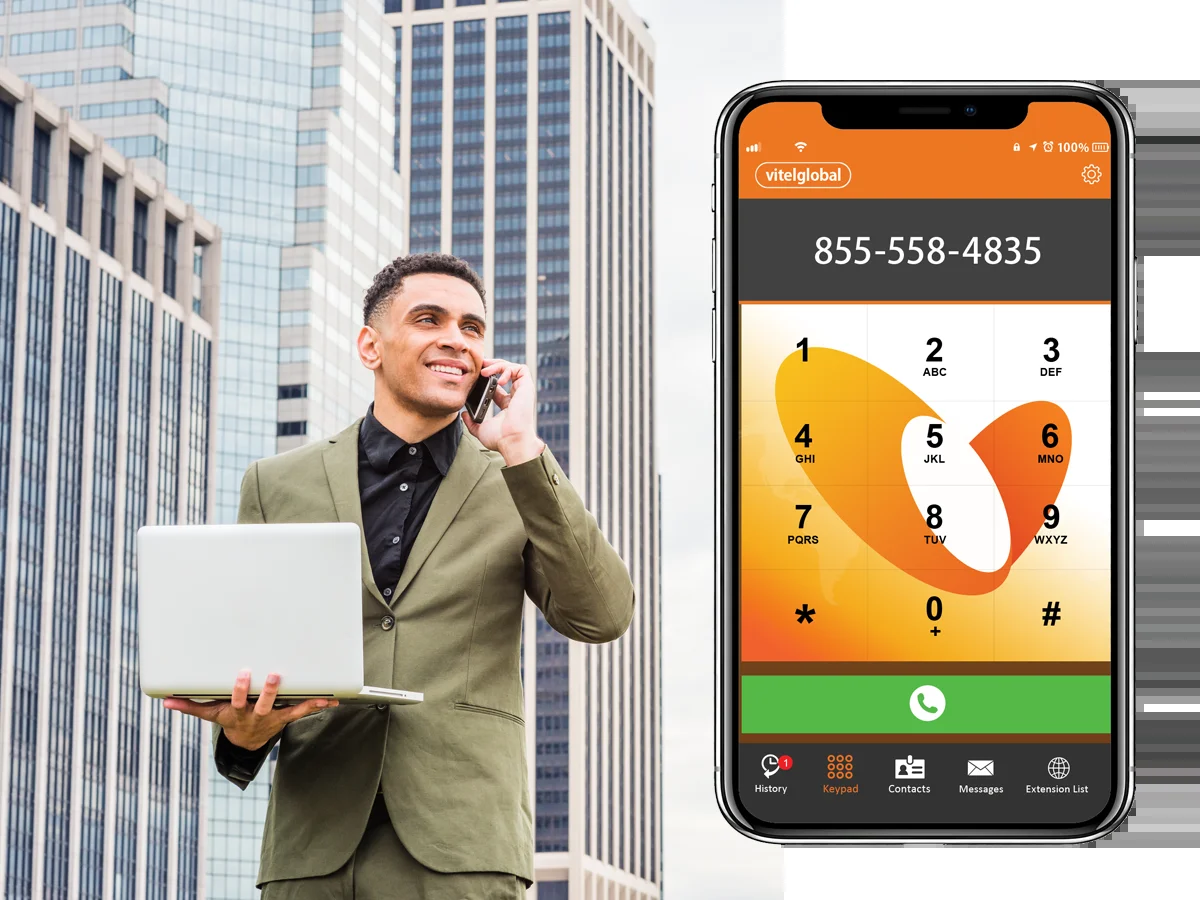 100%
vitelglobal
855-558-4835
1 2 3
ABC DEF
4 5 6
GHI JKL MNO
7 8 9
PQRS TUV WXYZ
* 0 #
+
1
History Keypad Contacts Messages Extension List